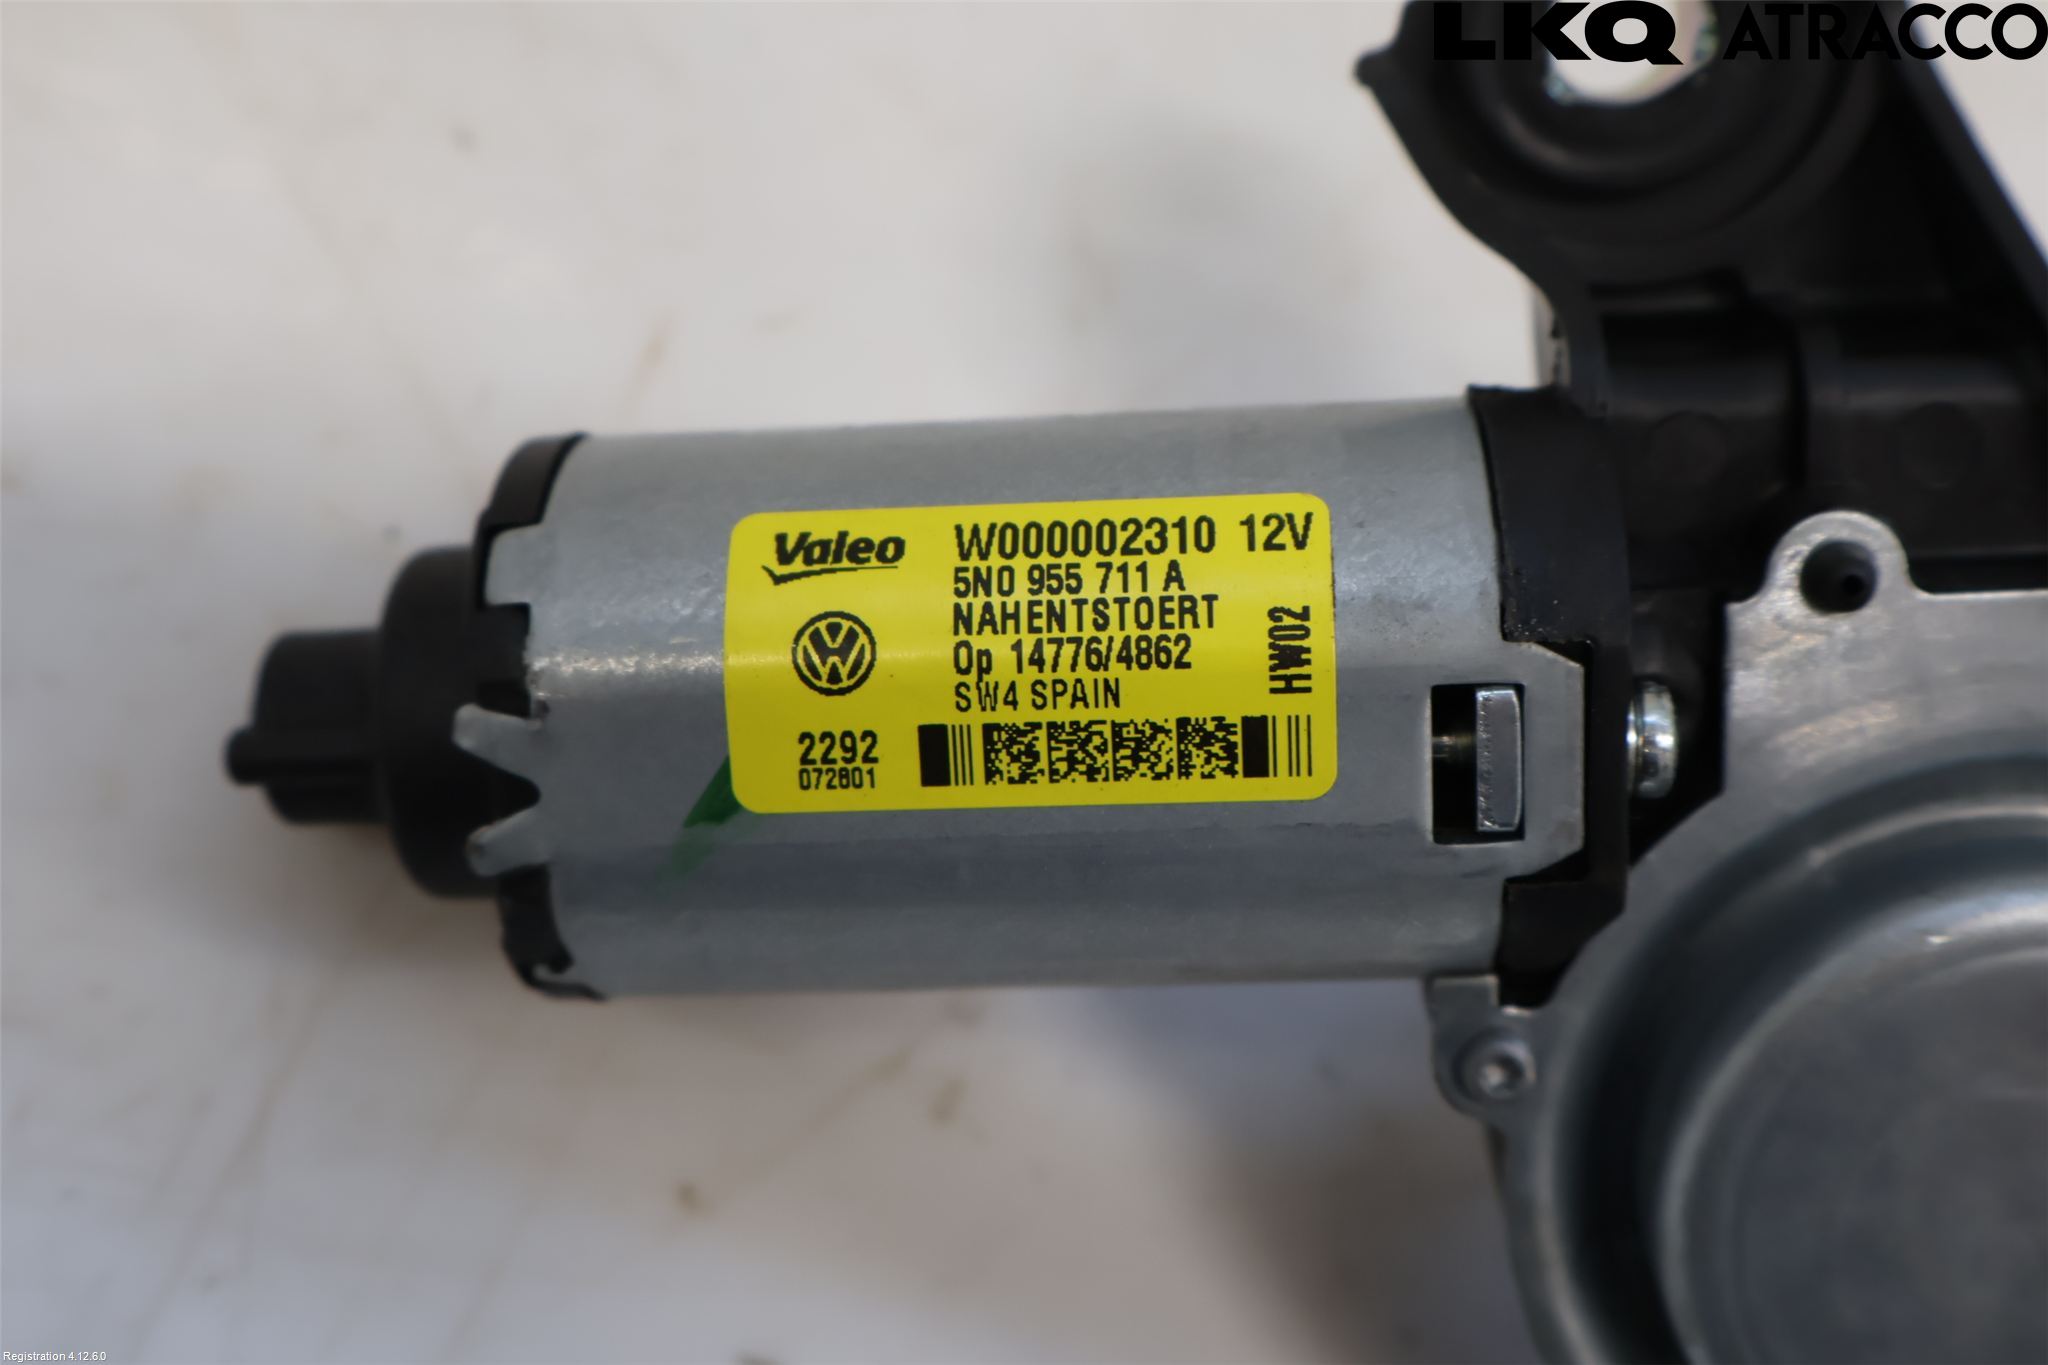 LKQ ATRACCO
Valeo
W000002310 12V
5N0 955 711 A
NAHENTSTOERT
Op 14776/4862
SW4 SPAIN
HW02
2292
072801
Registration 4.12.6.0